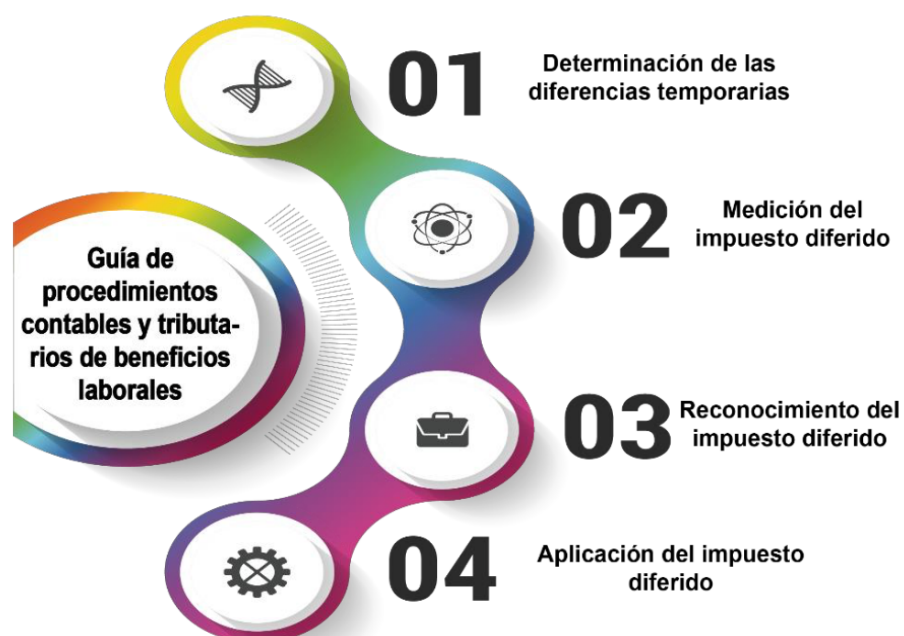 Guía de
procedimientos
contables y tributa-
rios de beneficios
laborales
01
Determinación de las
diferencias temporarias
02
Medición del
impuesto diferido
03
Reconocimiento del
impuesto diferido
04
Aplicación del impuesto
diferido